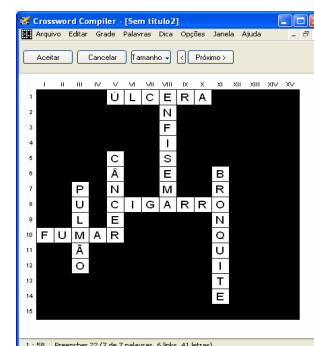 Crossword Compiler - [Sem título2]
Arquivo Editar Grade Palavras Dica Opções Janela Ajuda
Aceitar Cancelar Tamanho < Próximo >
I II III IV V VI VII VIII IX X XI XII XIII XIV XV
1 Ú L C E R A
2 N
3 F
4 I
5 C S
6 Â E B
7 P N M R
8 U C I G A R R O
9 L E N
10 F U M A R Q
11 Ã U
12 O I
13 T
14 E
15
1 : 58 Preencher 22 (7 de 7 palavras, 6 links, 41 letras)